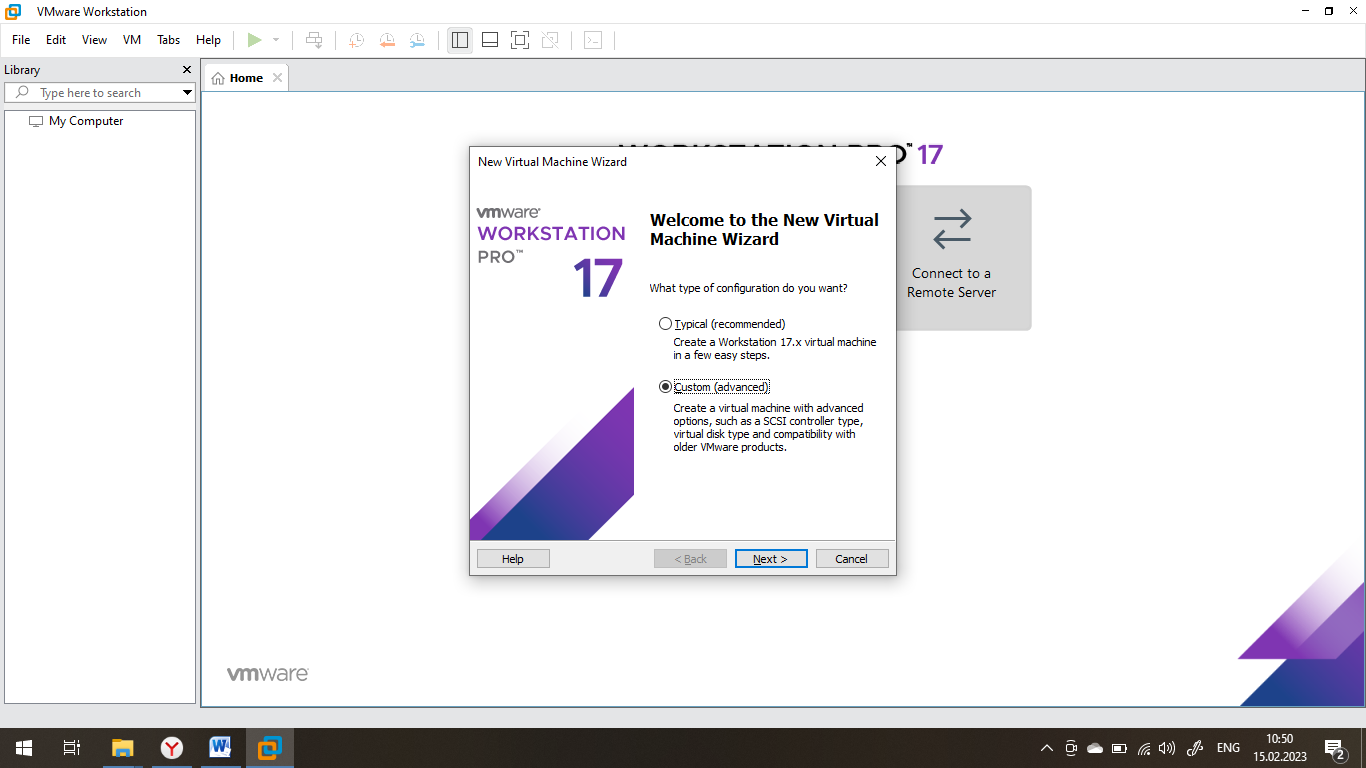 VMware Workstation
File Edit View VM Tabs Help
Library
Type here to search
My Computer
Home
WORKSTATION PRO™ 17
New Virtual Machine Wizard
vmware
WORKSTATION
PRO™
17
Welcome to the New Virtual
Machine Wizard
What type of configuration do you want?
Typical (recommended)
Create a Workstation 17.x virtual machine
in a few easy steps.
Custom (advanced)
Create a virtual machine with advanced
options, such as a SCSI controller type,
virtual disk type and compatibility with
older VMware products.
Help < Back Next > Cancel
Connect to a
Remote Server
vmware
ENG
10:50
15.02.2023
2